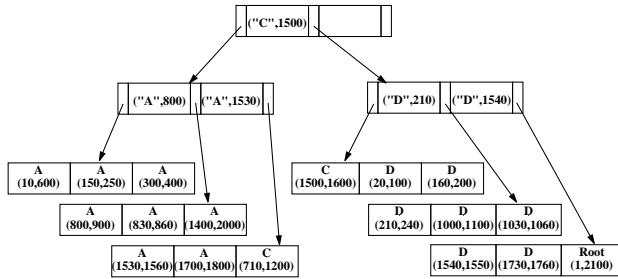 ("C",1500)
("A",800) ("A",1530)
("D",210) ("D",1540)
A A A
(10,600) (150,250) (300,400)
C D D
(1500,1600) (20,100) (160,200)
A A A
(800,900) (830,860) (1400,2000)
D D D
(210,240) (1000,1100) (1030,1060)
A A C
(1530,1560) (1700,1800) (710,1200)
D D Root
(1540,1550) (1730,1760) (1,2100)